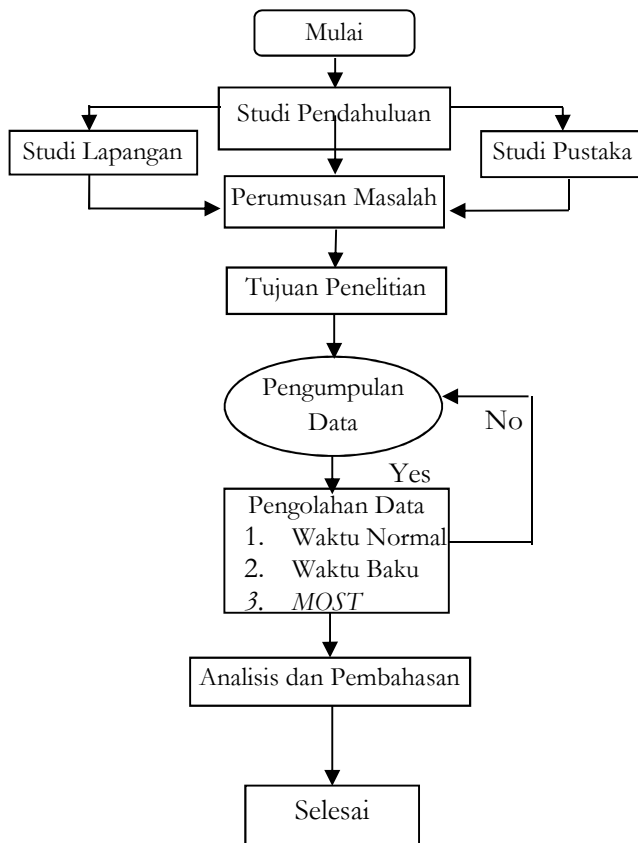 Mulai
Studi Pendahuluan
Studi Lapangan
Studi Pustaka
Perumusan Masalah
Tujuan Penelitian
Pengumpulan
Data
No
Yes
Pengolahan Data
1. Waktu Normal
2. Waktu Baku
3. MOST
Analisis dan Pembahasan
Selesai